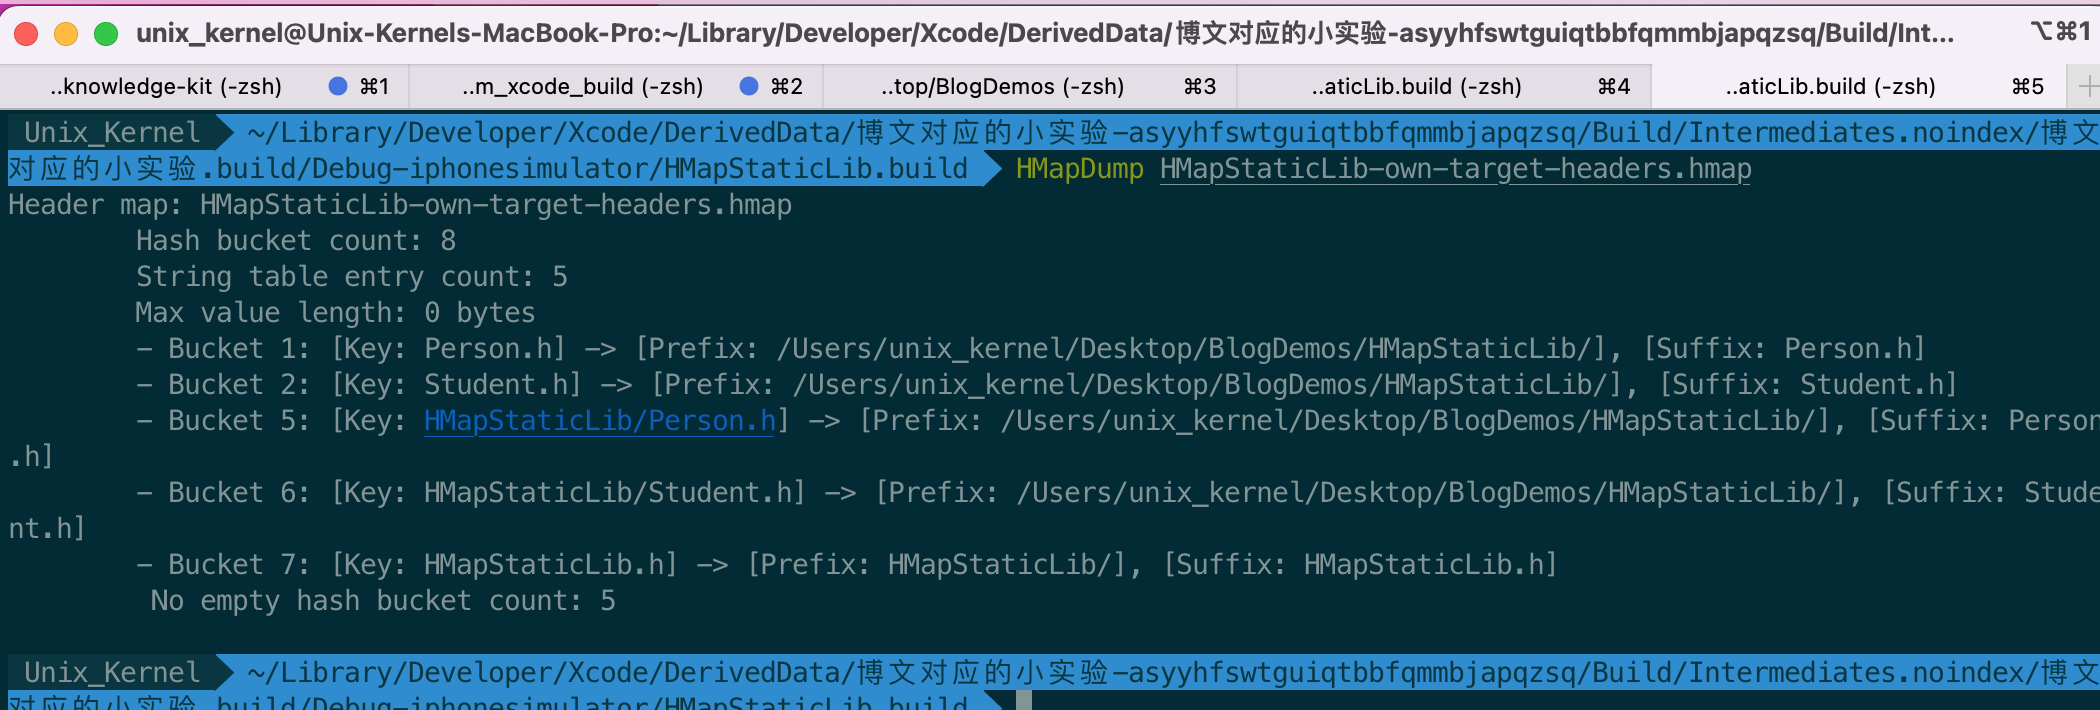 unix_kernel@Unix-Kernels-MacBook-Pro:~/Library/Developer/Xcode/DerivedData/博文对应的小实验-asyyhfswtguiqtbbfqmmbjapqzsq/Build/Int... ⌥⌘1
..knowledge-kit (-zsh) ⌘1 ..m_xcode_build (-zsh) ⌘2 ..top/BlogDemos (-zsh) ⌘3 ..aticLib.build (-zsh) ⌘4 ..aticLib.build (-zsh) ⌘5 +
Unix_Kernel ~/Library/Developer/Xcode/DerivedData/博文对应的小实验-asyyhfswtguiqtbbfqmmbjapqzsq/Build/Intermediates.noindex/博文
对应的小实验.build/Debug-iphonesimulator/HMapStaticLib.build HMapDump HMapStaticLib-own-target-headers.hmap
Header map: HMapStaticLib-own-target-headers.hmap
Hash bucket count: 8
String table entry count: 5
Max value length: 0 bytes
- Bucket 1: [Key: Person.h] -> [Prefix: /Users/unix_kernel/Desktop/BlogDemos/HMapStaticLib/], [Suffix: Person.h]
- Bucket 2: [Key: Student.h] -> [Prefix: /Users/unix_kernel/Desktop/BlogDemos/HMapStaticLib/], [Suffix: Student.h]
- Bucket 5: [Key: HMapStaticLib/Person.h] -> [Prefix: /Users/unix_kernel/Desktop/BlogDemos/HMapStaticLib/], [Suffix: Person
.h]
- Bucket 6: [Key: HMapStaticLib/Student.h] -> [Prefix: /Users/unix_kernel/Desktop/BlogDemos/HMapStaticLib/], [Suffix: Stude
nt.h]
- Bucket 7: [Key: HMapStaticLib.h] -> [Prefix: HMapStaticLib/], [Suffix: HMapStaticLib.h]
No empty hash bucket count: 5
Unix_Kernel ~/Library/Developer/Xcode/DerivedData/博文对应的小实验-asyyhfswtguiqtbbfqmmbjapqzsq/Build/Intermediates.noindex/博文
对应的小实验.build/Debug-iphonesimulator/HMapStaticLib.build